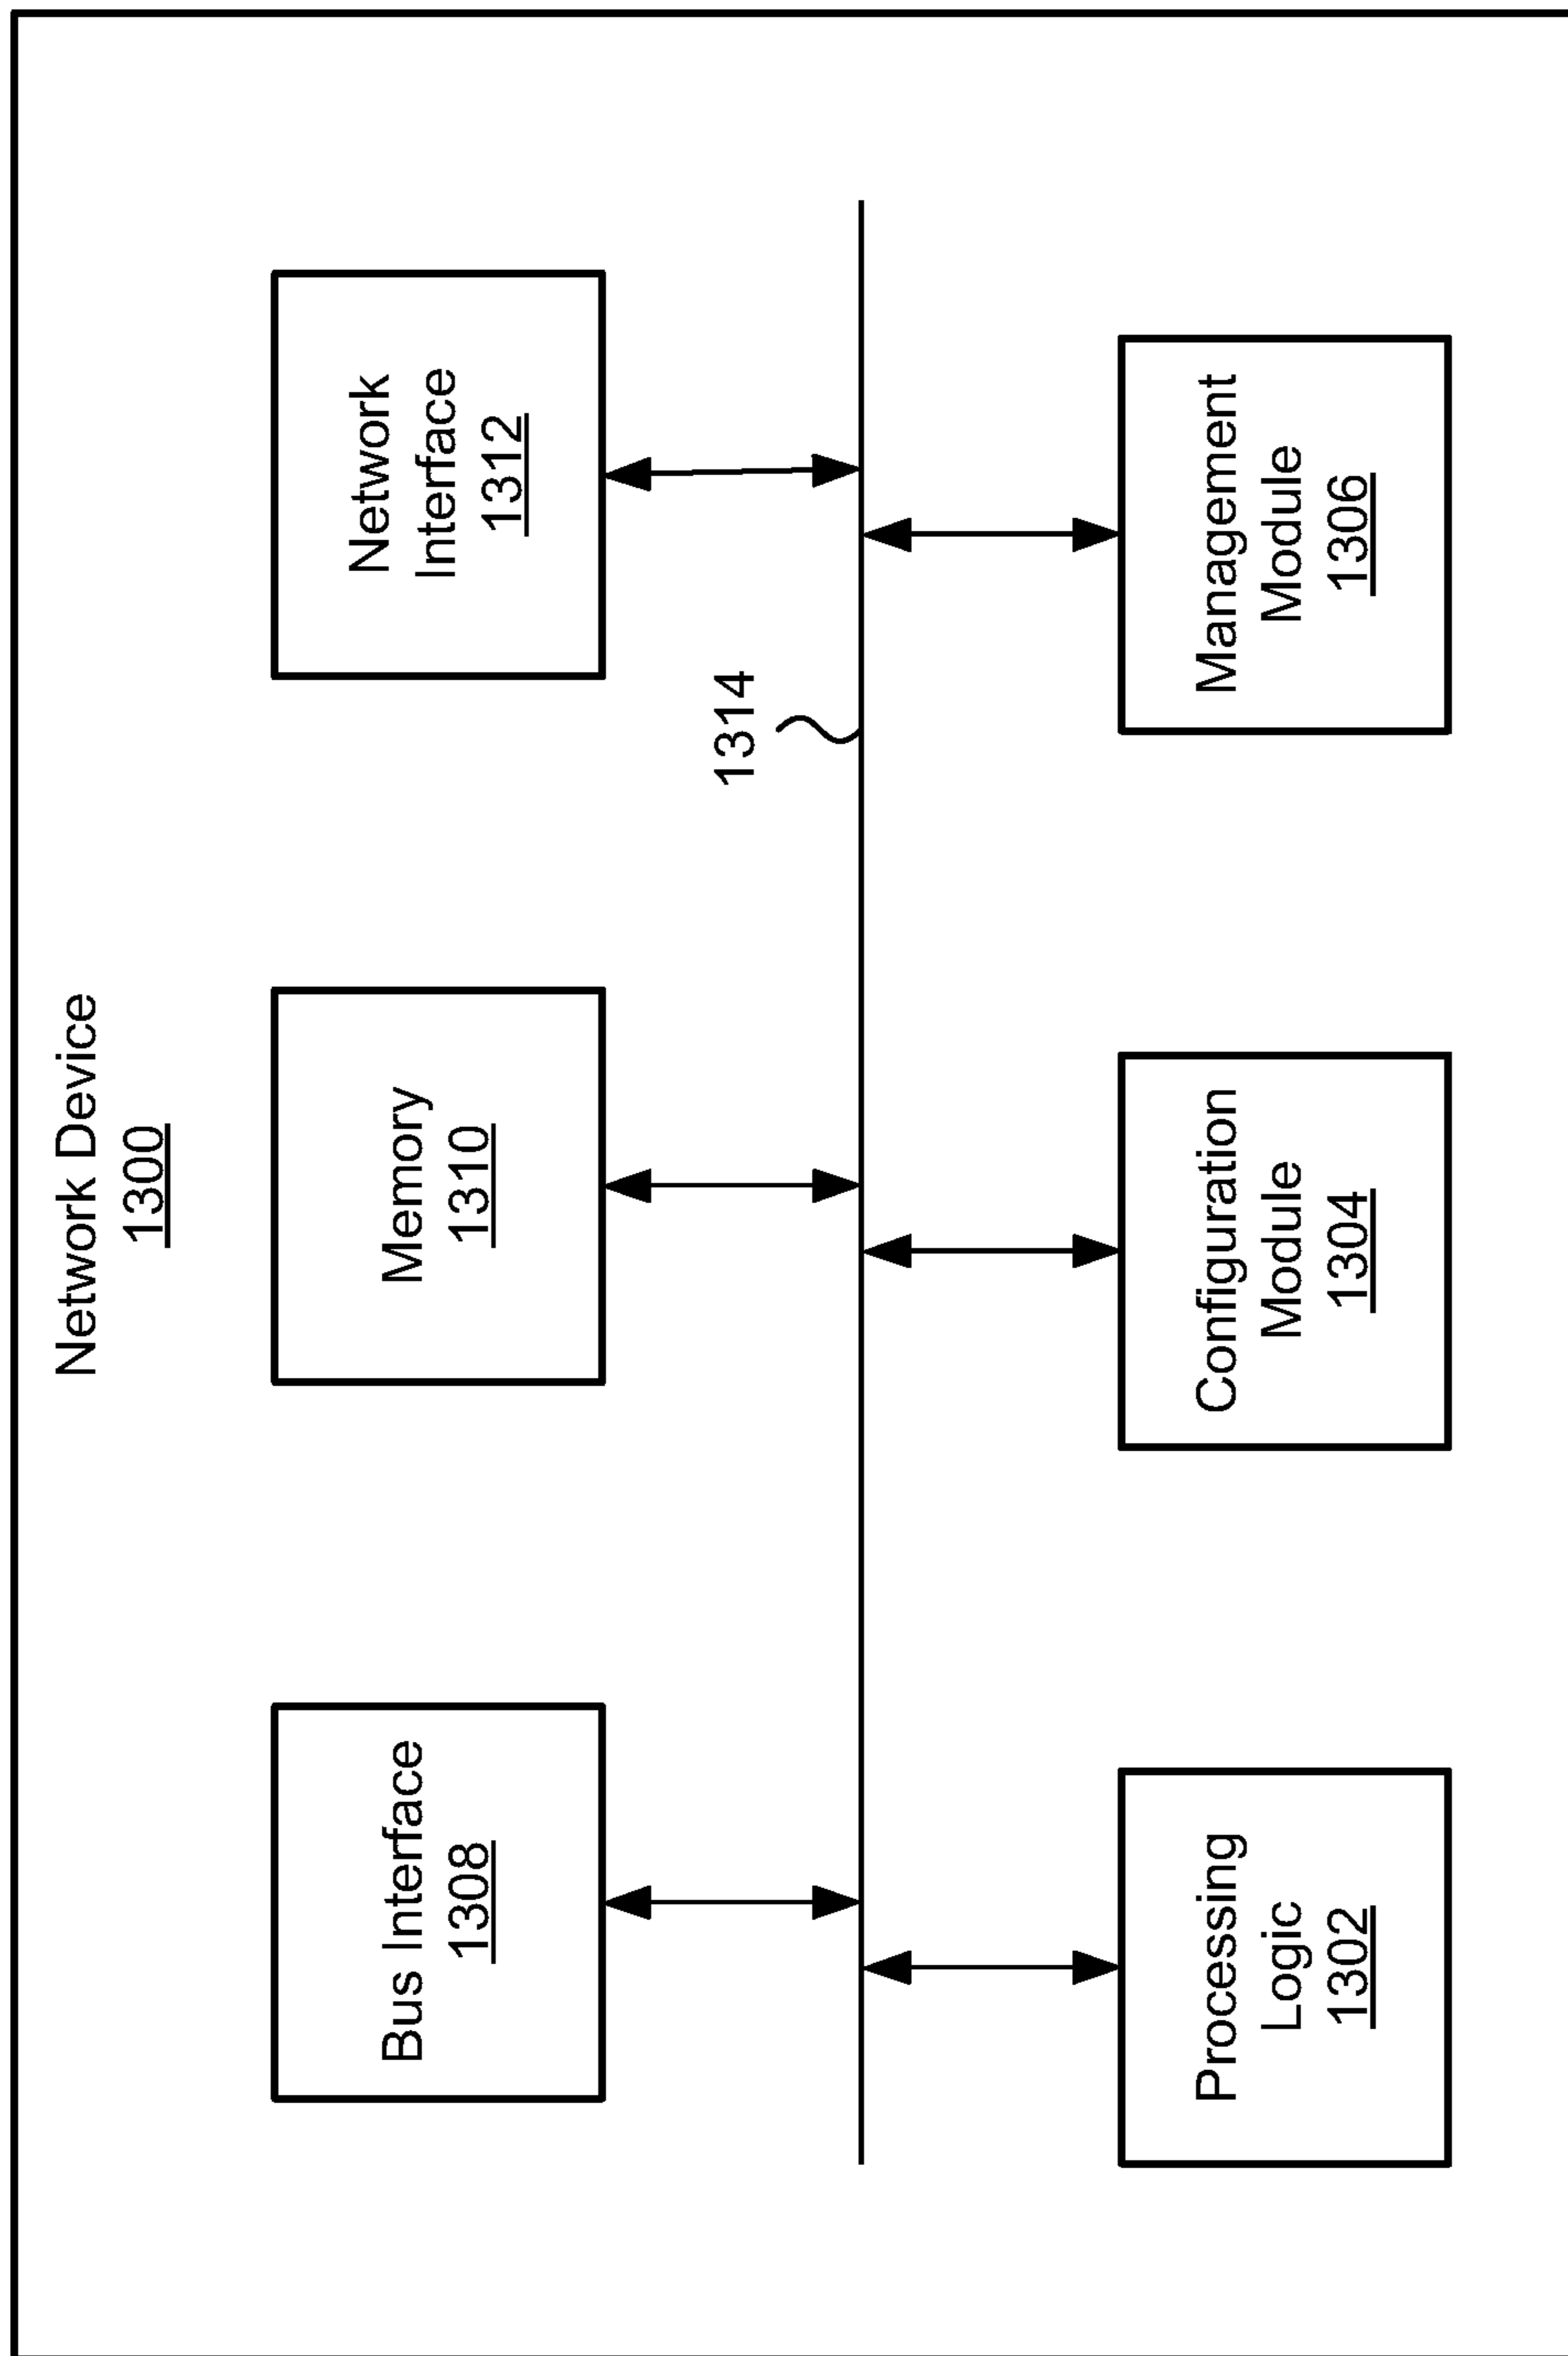 Network Device
1300
Bus Interface
1308
Memory
1310
Network
Interface
1312
1314
Processing
Logic
1302
Configuration
Module
1304
Management
Module
1306